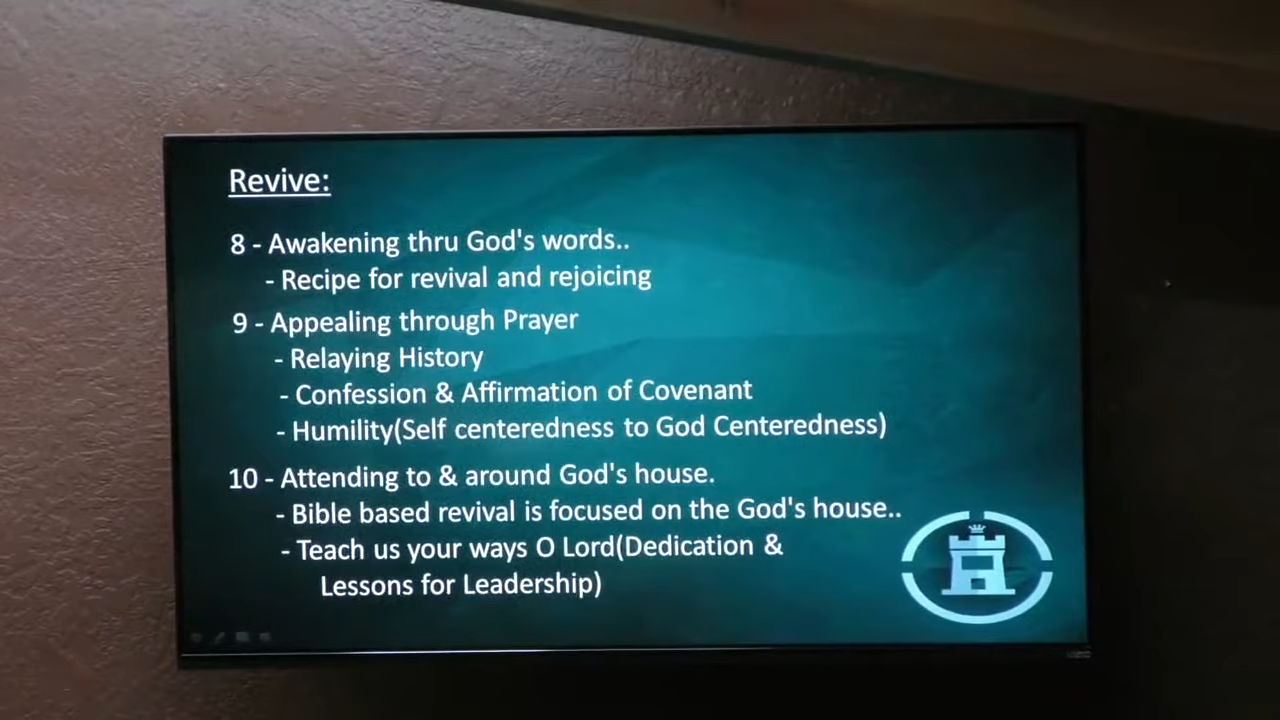 Revive:
8 - Awakening thru God's words..
- Recipe for revival and rejoicing
9 - Appealing through Prayer
- Relaying History
- Confession & Affirmation of Covenant
- Humility(Self centeredness to God Centeredness)
10 - Attending to & around God's house.
- Bible based revival is focused on the God's house..
- Teach us your ways O Lord(Dedication &
Lessons for Leadership)